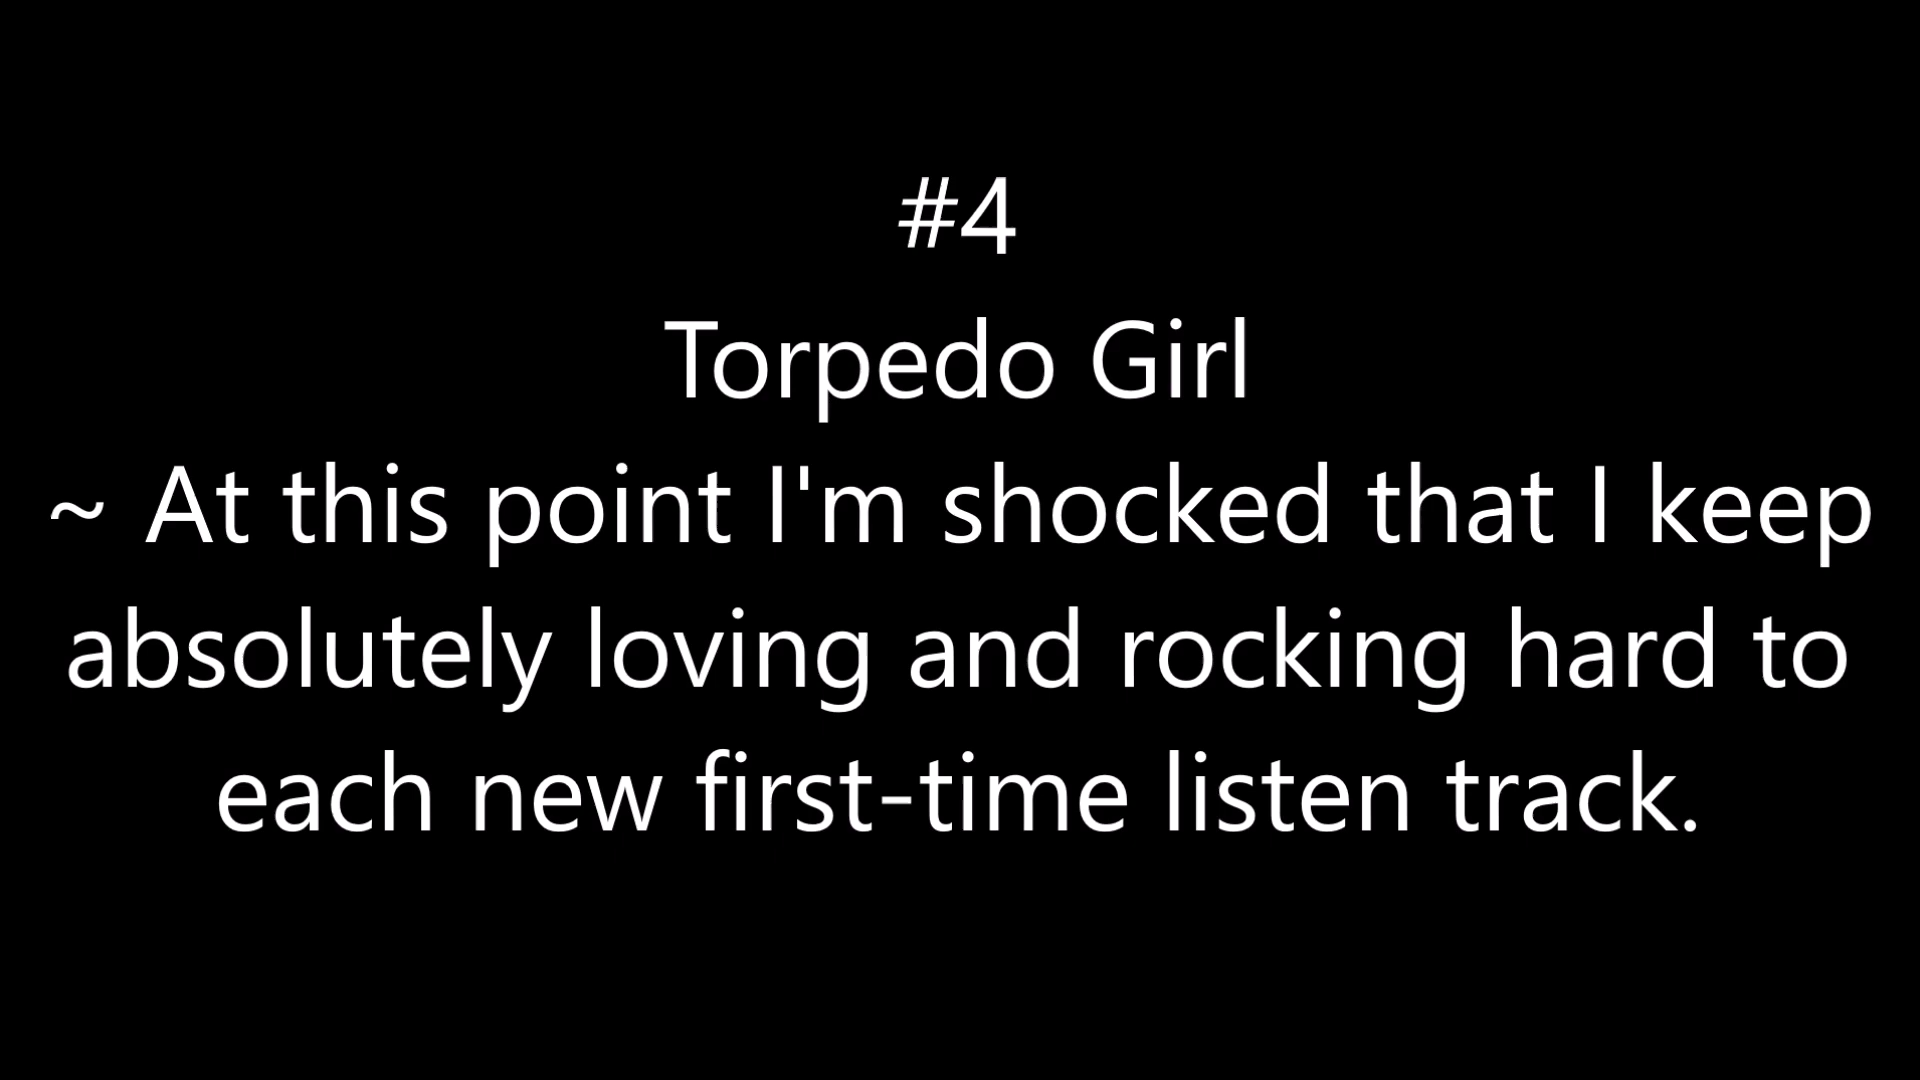 #4
Torpedo Girl
~ At this point I'm shocked that I keep
absolutely loving and rocking hard to
each new first-time listen track.